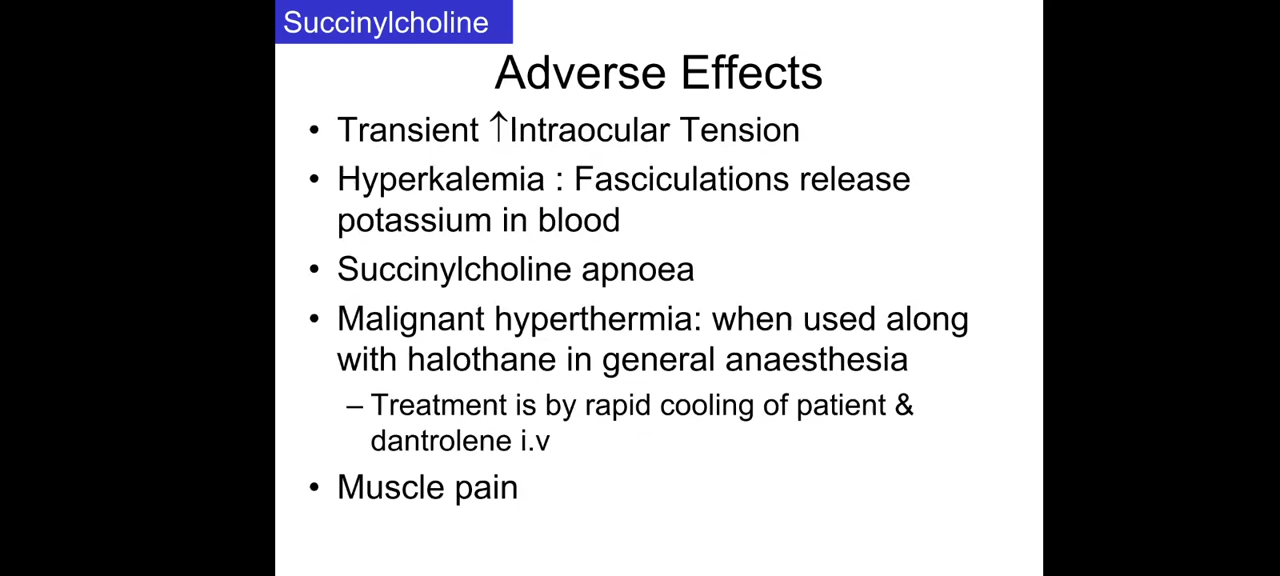 Succinylcholine
Adverse Effects
• Transient ↑Intraocular Tension
• Hyperkalemia : Fasciculations release
potassium in blood
• Succinylcholine apnoea
• Malignant hyperthermia: when used along
with halothane in general anaesthesia
– Treatment is by rapid cooling of patient &
dantrolene i.v
• Muscle pain